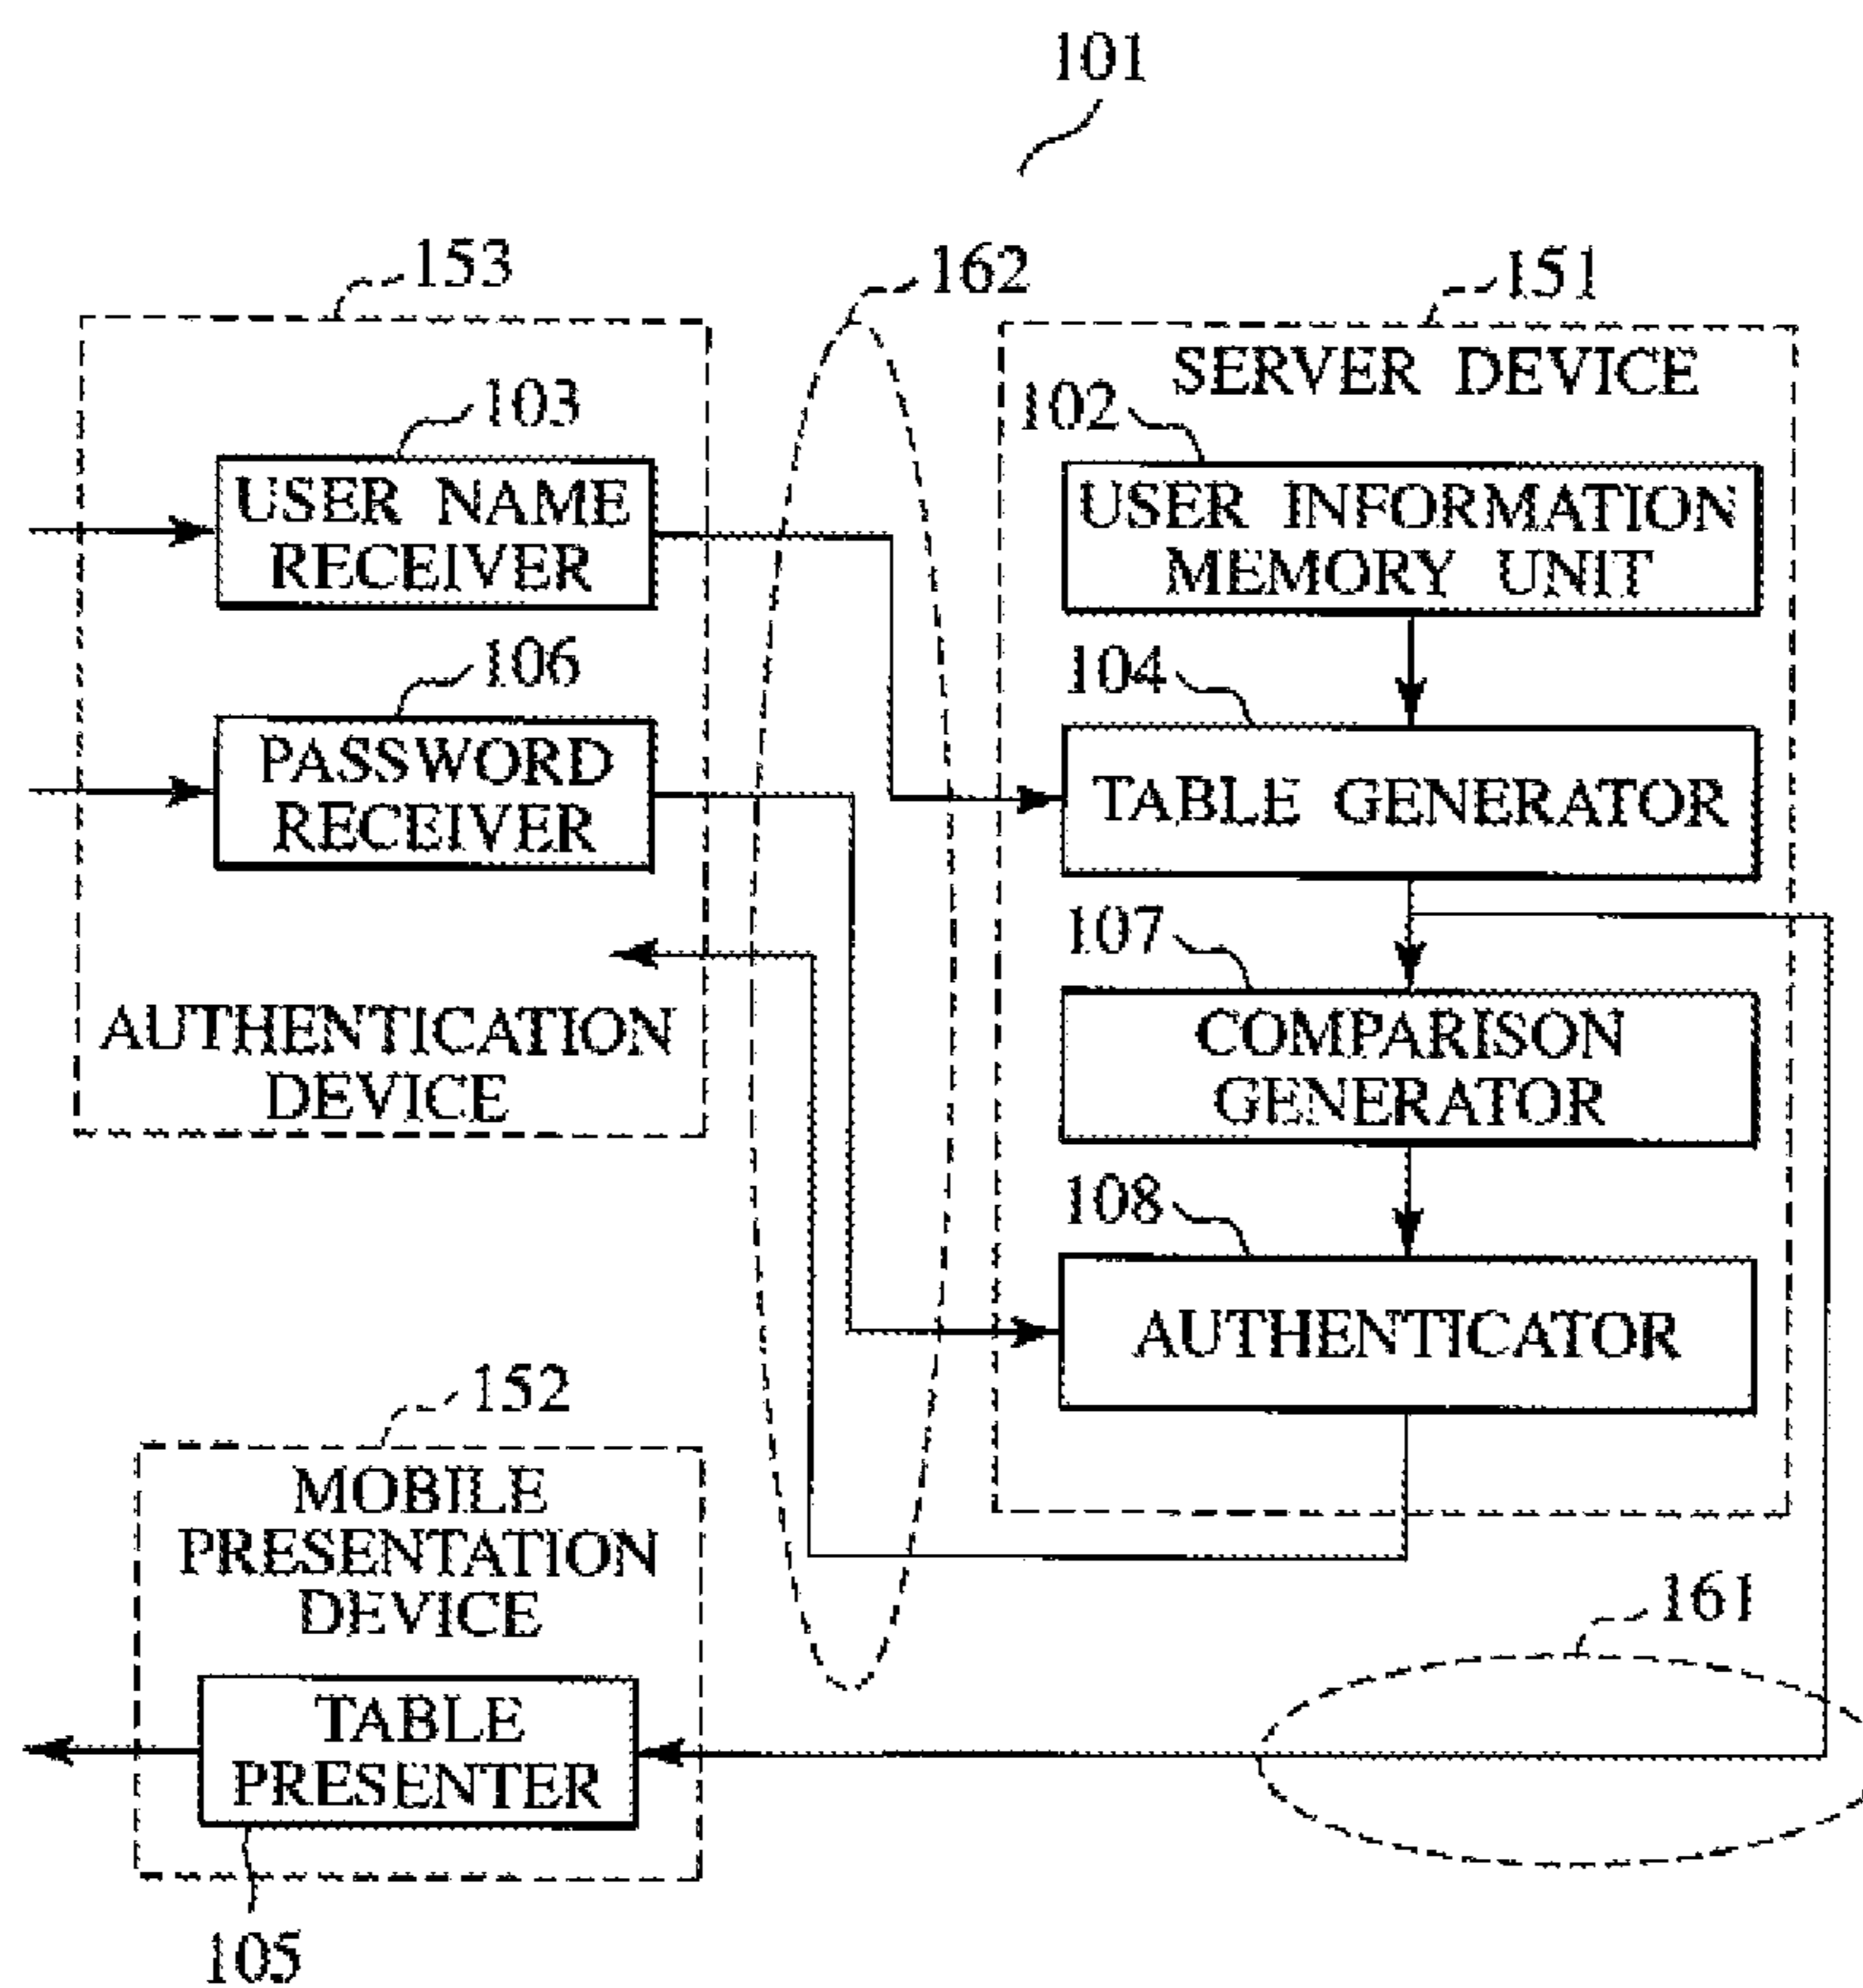 101
153
162
151
SERVER DEVICE
103
102
USER NAME
RECEIVER
USER INFORMATION
MEMORY UNIT
106
104
PASSWORD
RECEIVER
TABLE GENERATOR
107
AUTHENTICATION
DEVICE
COMPARISON
GENERATOR
108
AUTHENTICATOR
152
MOBILE
PRESENTATION
DEVICE
161
TABLE
PRESENTER
105